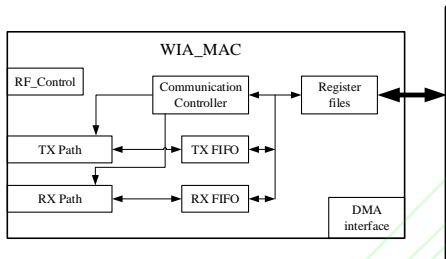 WIA_MAC
RF_Control
Communication
Controller
Register
files
TX Path
TX FIFO
RX Path
RX FIFO
DMA
interface